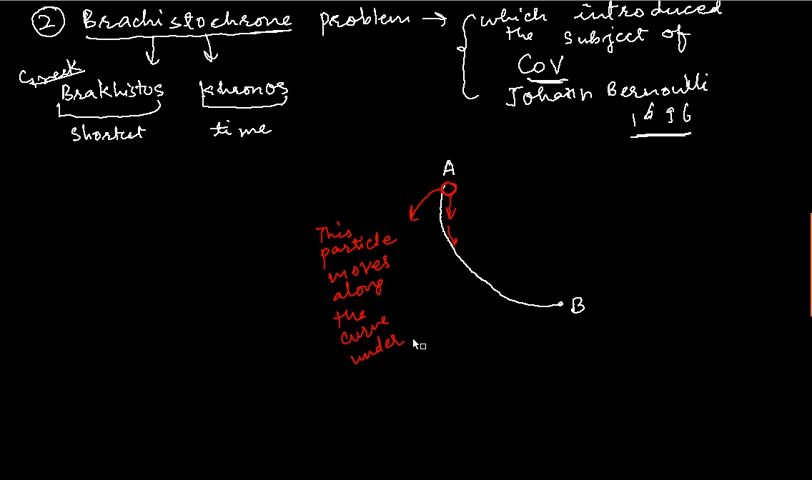 ② Brachistochrone problem → which introduced
the subject of
CoV
Greek
Brakhistos khronos
Johann Bernoulli
shortest time
1696
A
This
particle
moves
along
the
curve
under
B